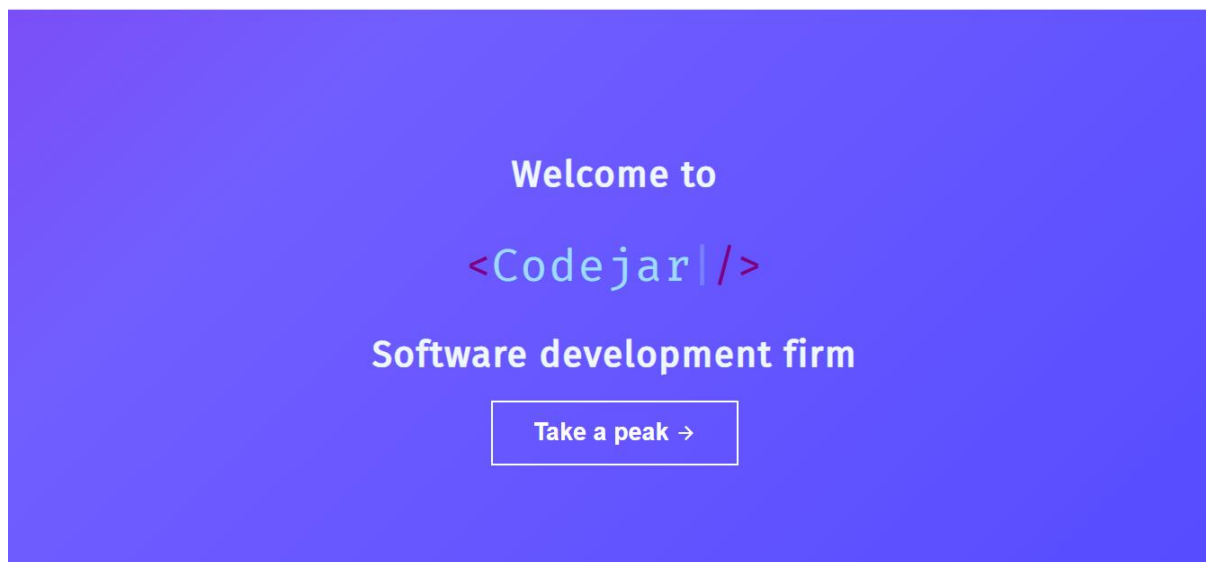 Welcome to
<Codejar|/>
Software development firm
Take a peak →